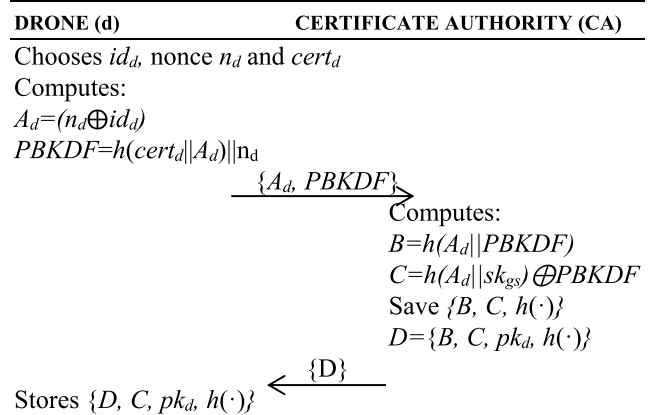 DRONE (d) CERTIFICATE AUTHORITY (CA)
Chooses id_d, nonce n_d and cert_d
Computes:
A_d=(n_d⊕id_d)
PBKDF=h(cert_d||A_d)||n_d
{A_d, PBKDF}
Computes:
B=h(A_d||PBKDF)
C=h(A_d||sk_gs)⊕PBKDF
Save {B, C, h(·)}
D={B, C, pk_d, h(·)}
{D}
Stores {D, C, pk_d, h(·)}